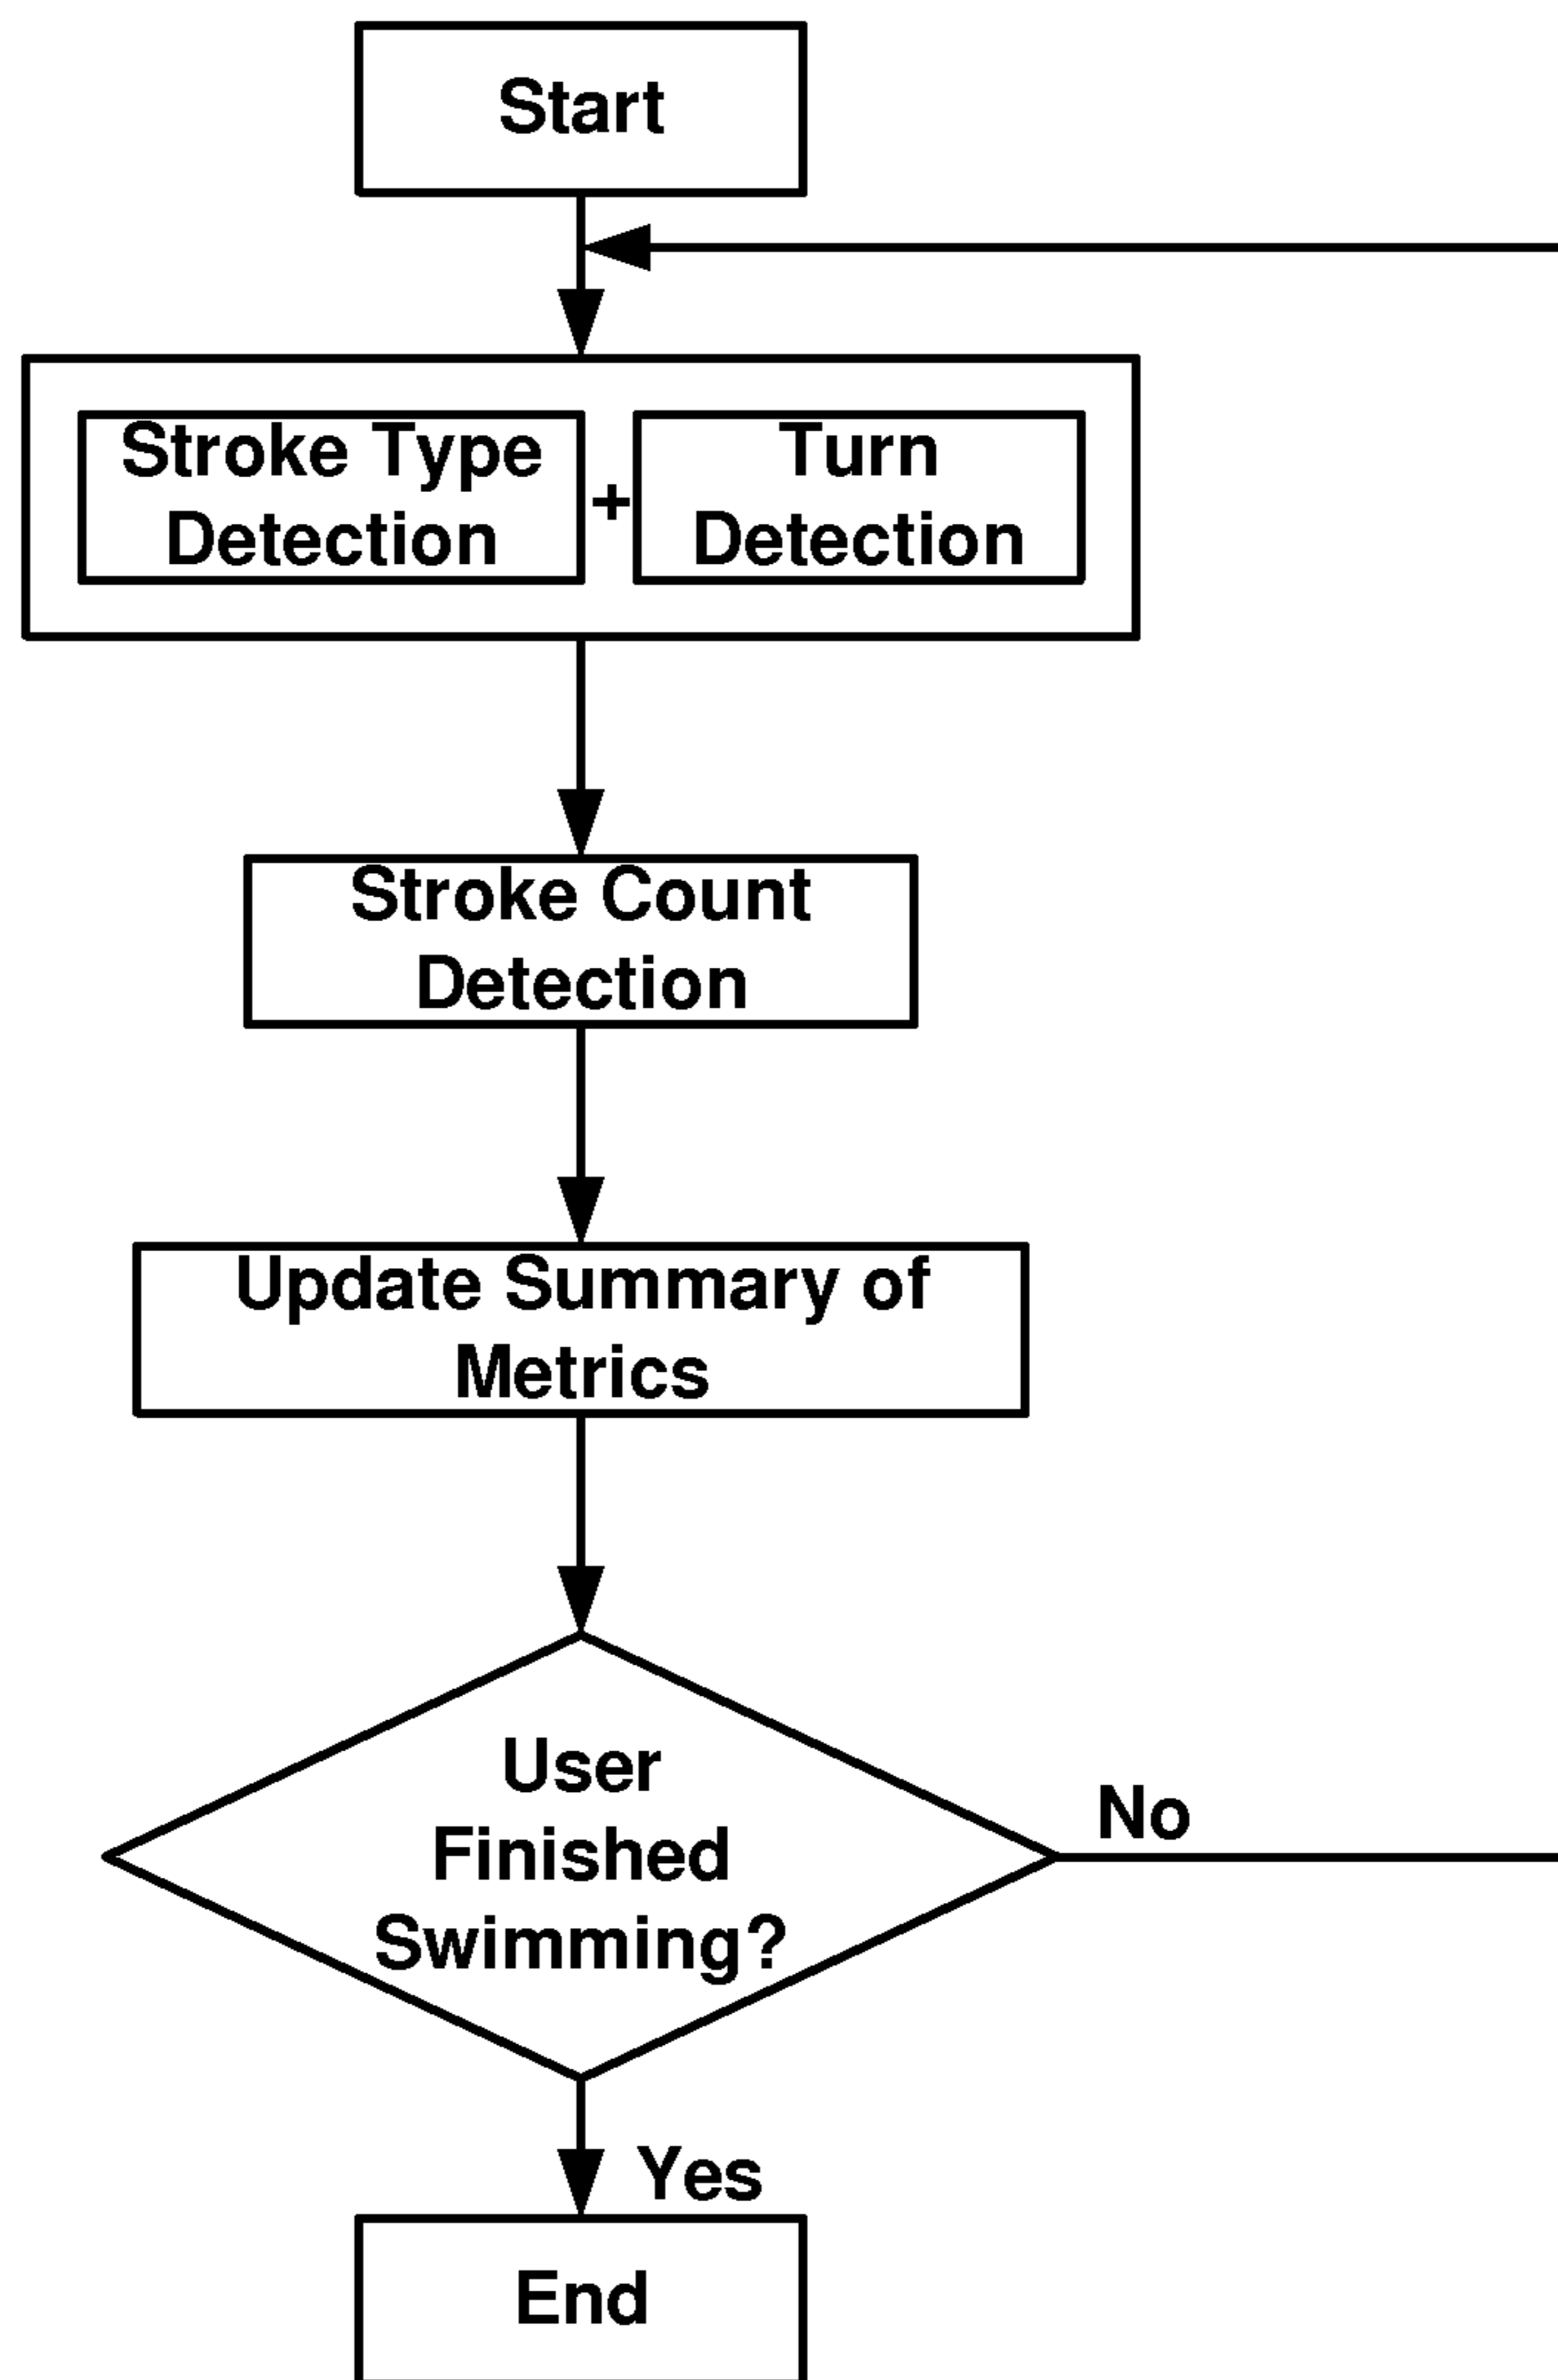 Start
Stroke Type
Detection
+
Turn
Detection
Stroke Count
Detection
Update Summary of
Metrics
User
Finished
Swimming?
No
Yes
End